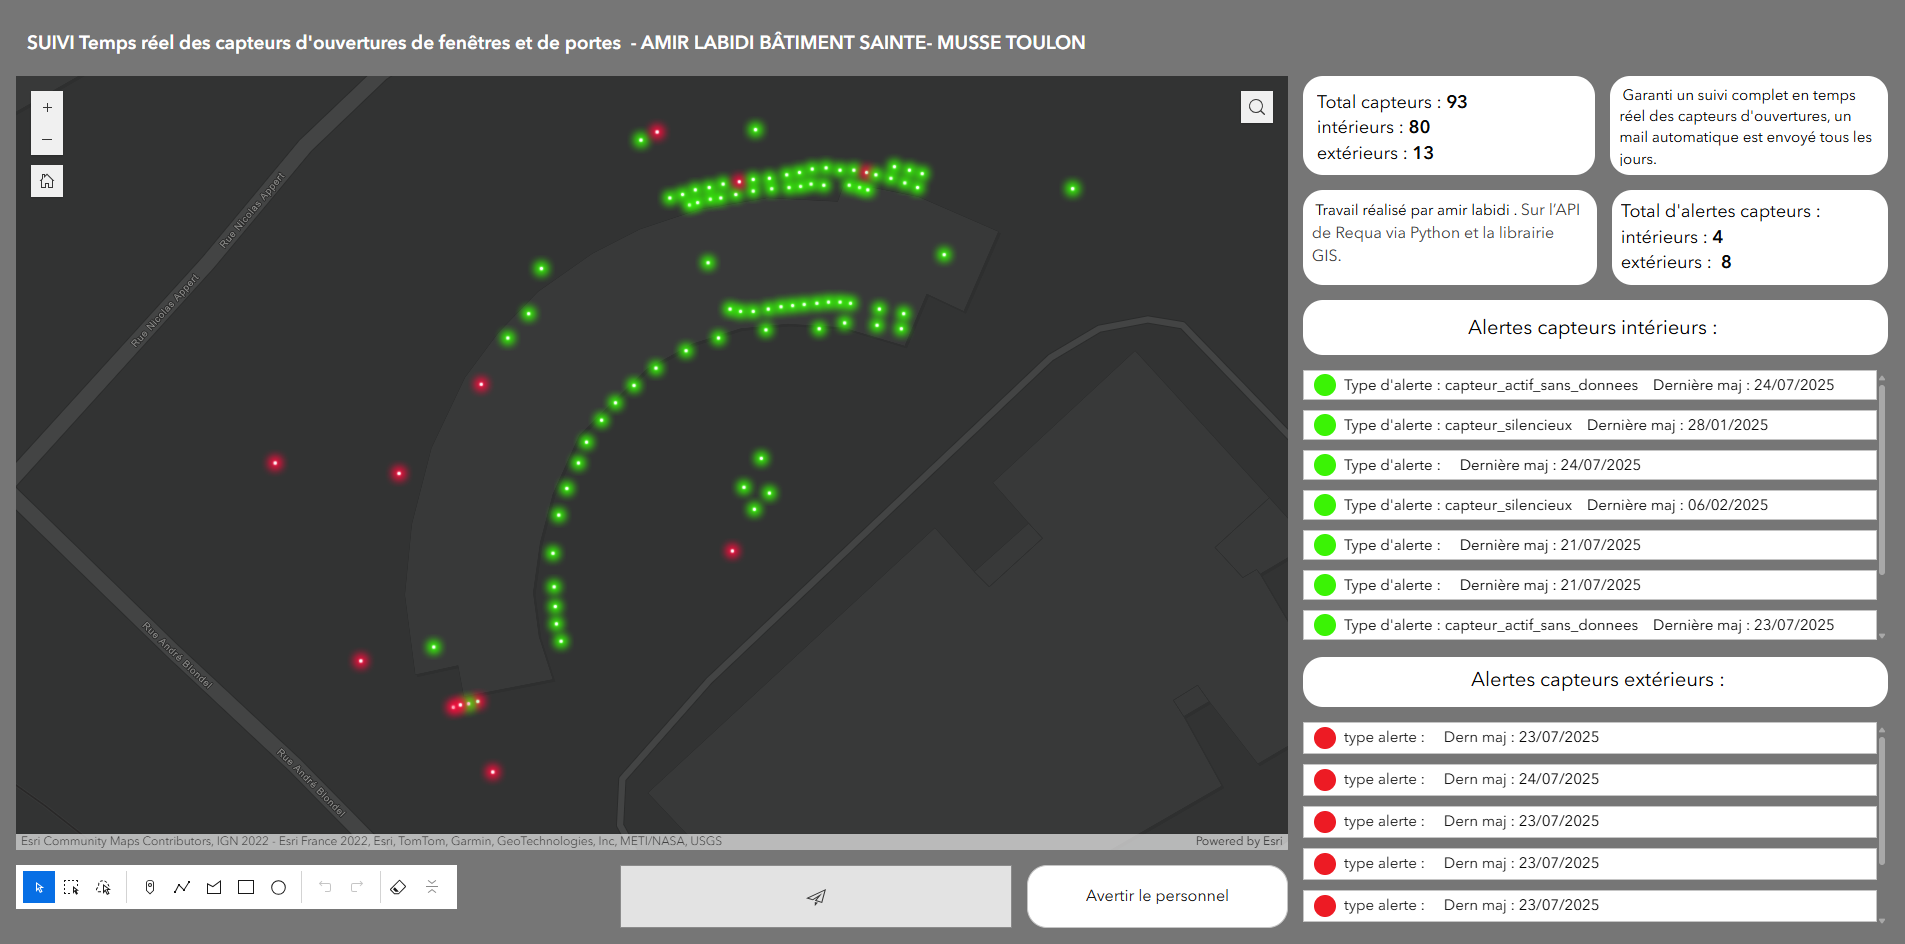 SUIVI Temps réel des capteurs d'ouvertures de fenêtres et de portes - AMIR LABIDI BÂTIMENT SAINTE- MUSSE TOULON
+
−
Rue Nicolas Appert
Rue Nicolas Appert
Rue André Blondel
Rue André Blondel
Esri Community Maps Contributors, IGN 2022 - Esri France 2022, Esri, TomTom, Garmin, GeoTechnologies, Inc, METI/NASA, USGS
Powered by Esri
Avertir le personnel
Total capteurs : 93
intérieurs : 80
extérieurs : 13
Garanti un suivi complet en temps
réel des capteurs d'ouvertures, un
mail automatique est envoyé tous les
jours.
Travail réalisé par amir labidi . Sur l'API
de Requa via Python et la librairie
GIS.
Total d'alertes capteurs :
intérieurs : 4
extérieurs : 8
Alertes capteurs intérieurs :
Type d'alerte : capteur_actif_sans_donnees Dernière maj : 24/07/2025
Type d'alerte : capteur_silencieux Dernière maj : 28/01/2025
Type d'alerte : Dernière maj : 24/07/2025
Type d'alerte : capteur_silencieux Dernière maj : 06/02/2025
Type d'alerte : Dernière maj : 21/07/2025
Type d'alerte : Dernière maj : 21/07/2025
Type d'alerte : capteur_actif_sans_donnees Dernière maj : 23/07/2025
Alertes capteurs extérieurs :
type alerte : Dern maj : 23/07/2025
type alerte : Dern maj : 24/07/2025
type alerte : Dern maj : 23/07/2025
type alerte : Dern maj : 23/07/2025
type alerte : Dern maj : 23/07/2025